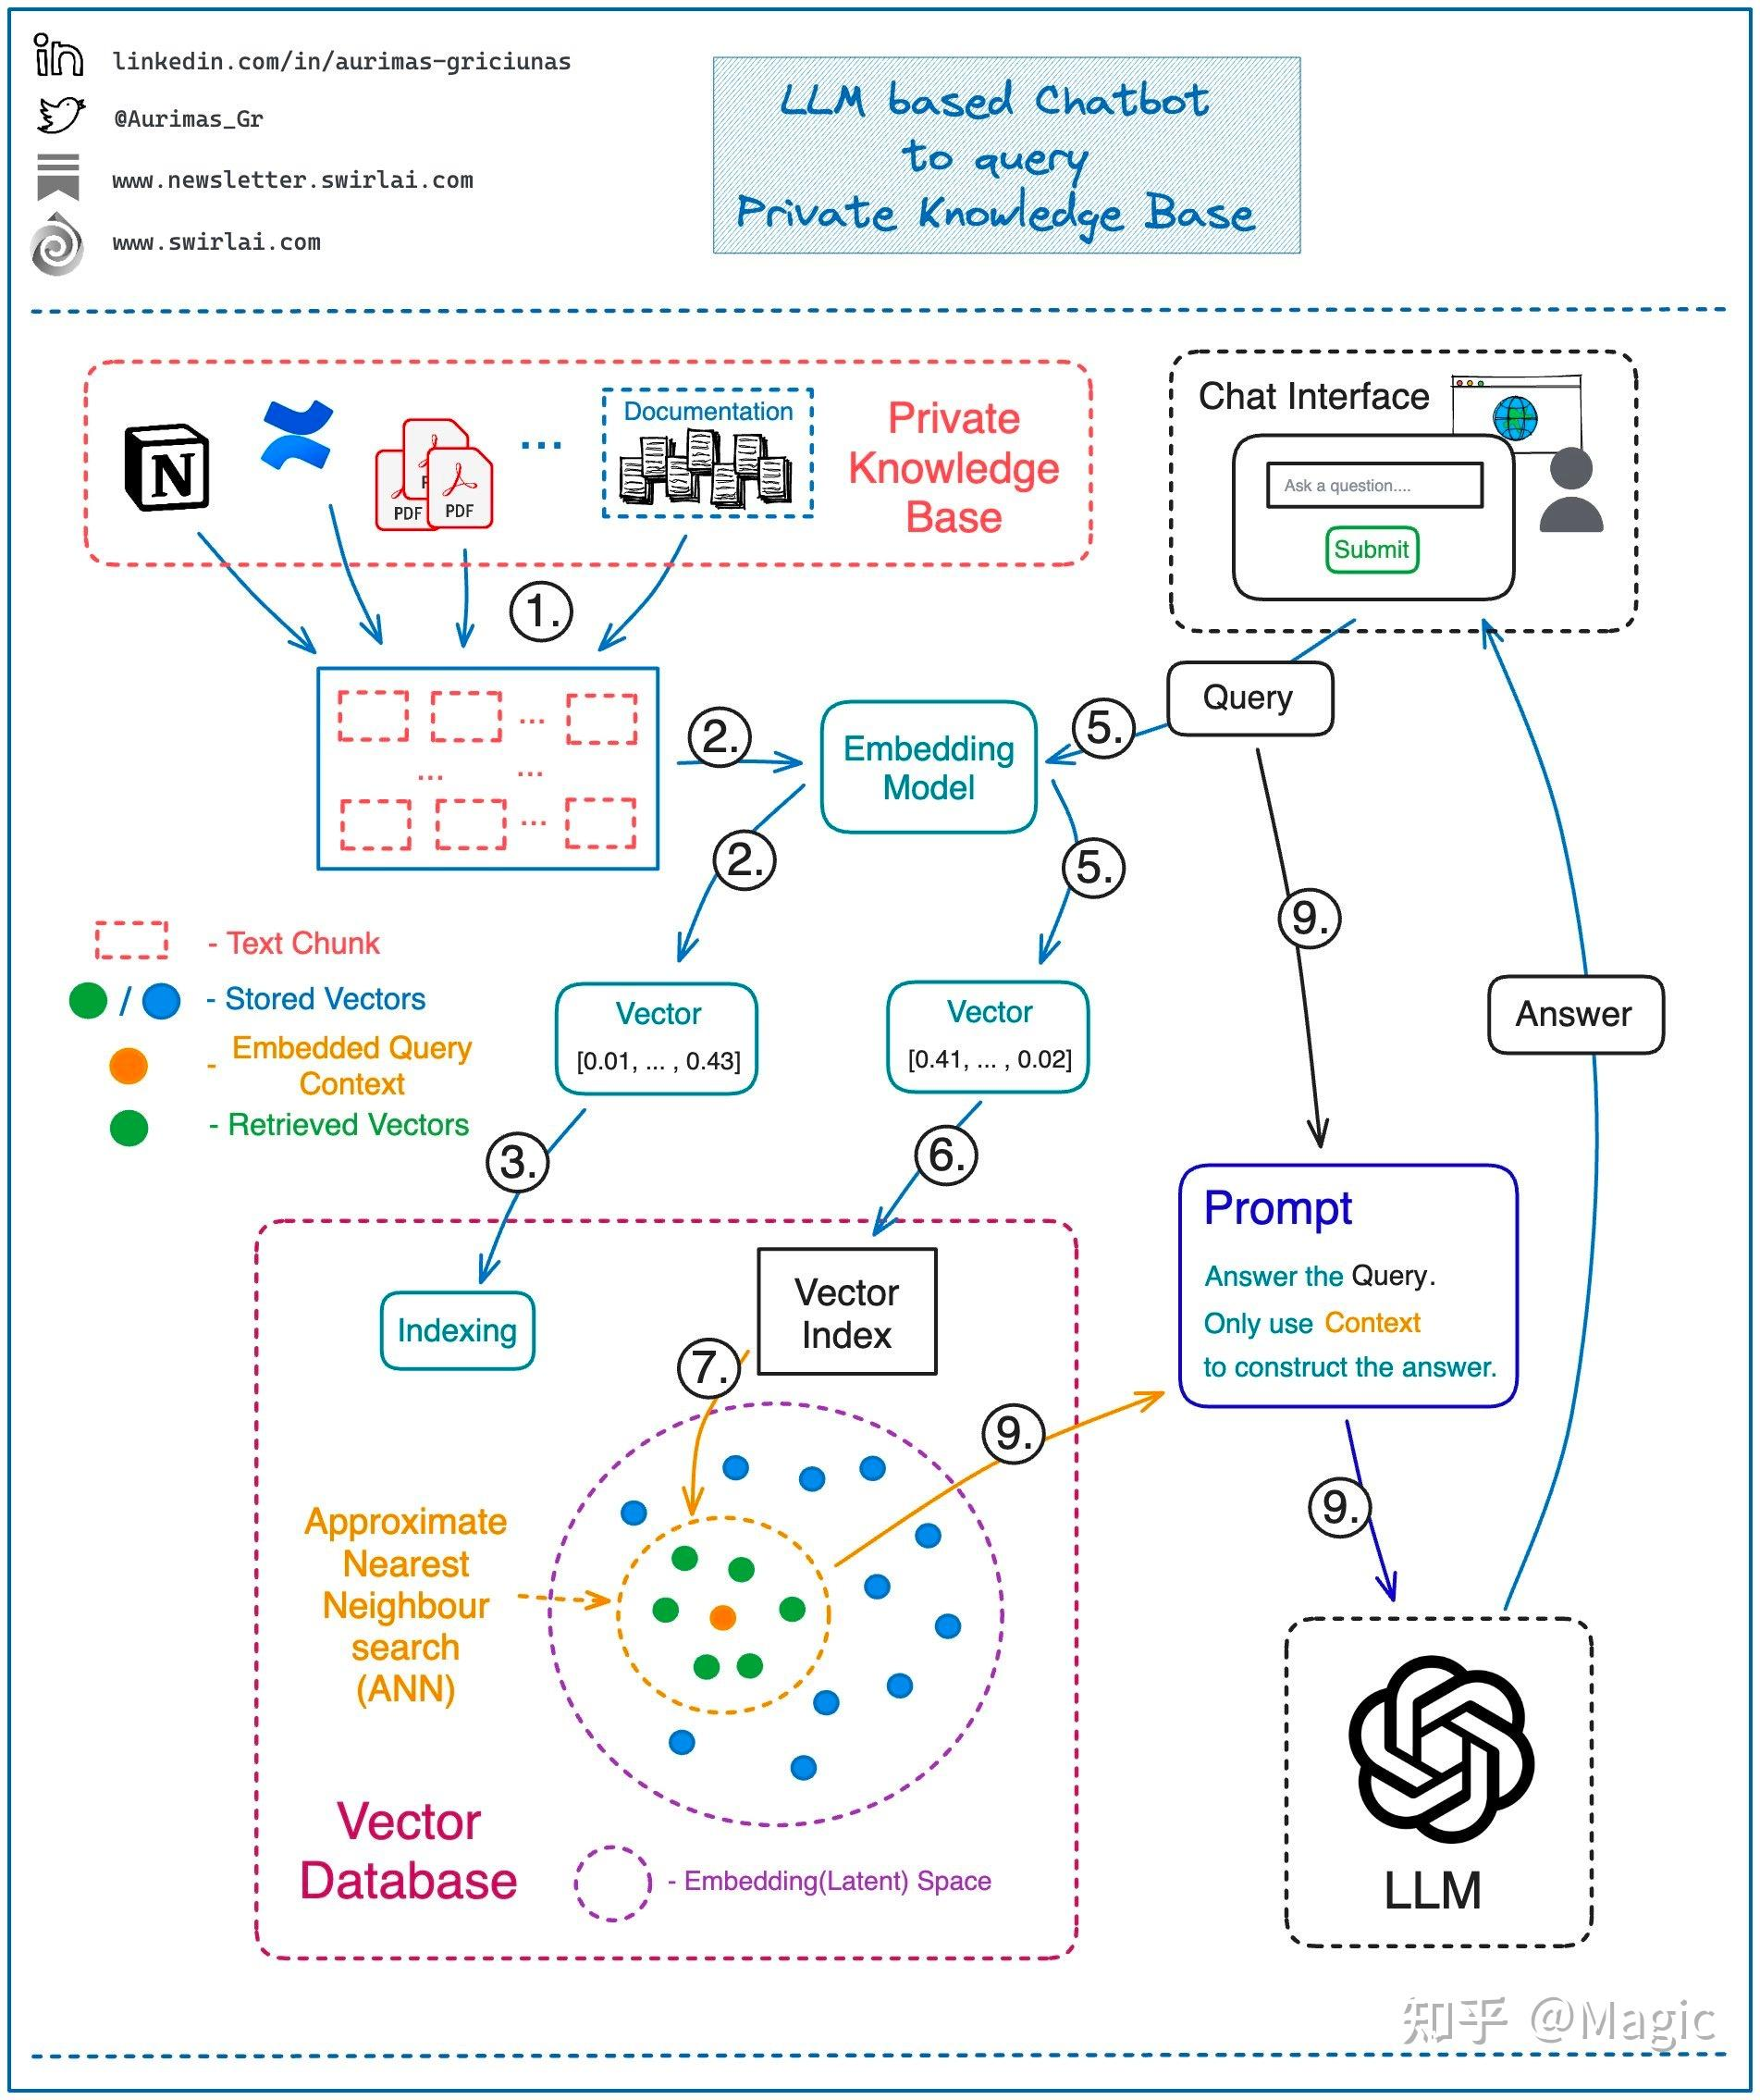 in
linkedin.com/in/aurimas-griciunas
@Aurimas_Gr
www.newsletter.swirlai.com
www.swirlai.com
LLM based Chatbot
to query
Private Knowledge Base
N
PDF
PDF
...
Documentation
Private
Knowledge
Base
Chat Interface
Ask a question....
Submit
1.
...
... ...
...
2.
Embedding
Model
5.
Query
2.
5.
9.
- Text Chunk
/ - Stored Vectors
- Embedded Query
Context
- Retrieved Vectors
Vector
[0.01, ... , 0.43]
Vector
[0.41, ... , 0.02]
Answer
3.
6.
Prompt
Answer the Query.
Only use Context
to construct the answer.
Indexing
Vector
Index
7.
9.
9.
Approximate
Nearest
Neighbour
search
(ANN)
Vector
Database
- Embedding(Latent) Space
LLM
知乎 @Magic